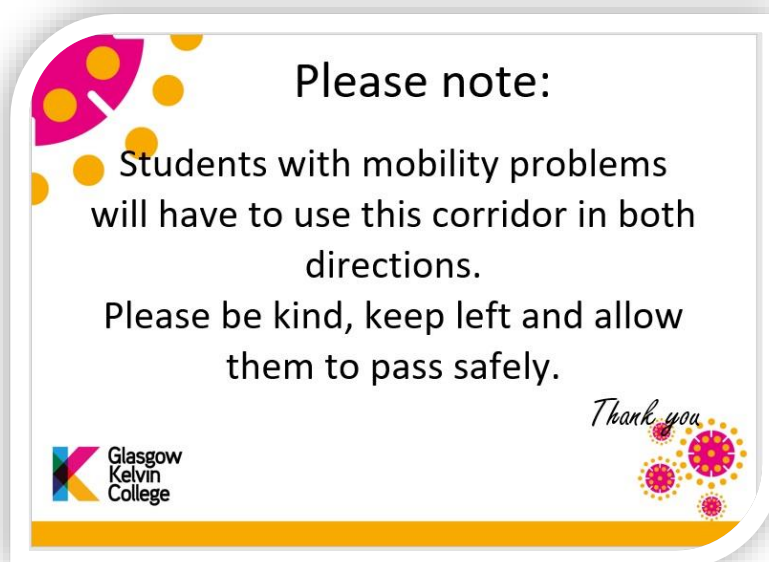 Please note:
Students with mobility problems
will have to use this corridor in both
directions.
Please be kind, keep left and allow
them to pass safely.
Thank you
Glasgow
Kelvin
College